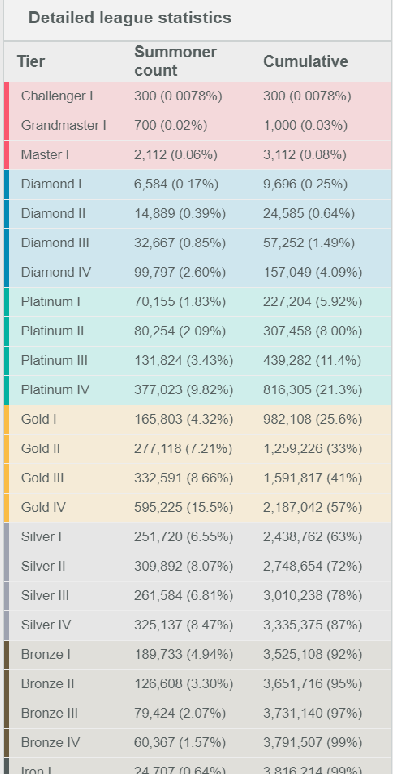 Detailed league statistics
Tier Summoner count Cumulative
Challenger I 300 (0.0078%) 300 (0.0078%)
Grandmaster I 700 (0.02%) 1,000 (0.03%)
Master I 2,112 (0.06%) 3,112 (0.08%)
Diamond I 6,584 (0.17%) 9,696 (0.25%)
Diamond II 14,889 (0.39%) 24,585 (0.64%)
Diamond III 32,667 (0.85%) 57,252 (1.49%)
Diamond IV 99,797 (2.60%) 157,049 (4.09%)
Platinum I 70,155 (1.83%) 227,204 (5.92%)
Platinum II 80,254 (2.09%) 307,458 (8.00%)
Platinum III 131,824 (3.43%) 439,282 (11.4%)
Platinum IV 377,023 (9.82%) 816,305 (21.3%)
Gold I 165,803 (4.32%) 982,108 (25.6%)
Gold II 277,118 (7.21%) 1,259,226 (33%)
Gold III 332,591 (8.66%) 1,591,817 (41%)
Gold IV 595,225 (15.5%) 2,187,042 (57%)
Silver I 251,720 (6.55%) 2,438,762 (63%)
Silver II 309,892 (8.07%) 2,748,654 (72%)
Silver III 261,584 (6.81%) 3,010,238 (78%)
Silver IV 325,137 (8.47%) 3,335,375 (87%)
Bronze I 189,733 (4.94%) 3,525,108 (92%)
Bronze II 126,608 (3.30%) 3,651,716 (95%)
Bronze III 79,424 (2.07%) 3,731,140 (97%)
Bronze IV 60,367 (1.57%) 3,791,507 (99%)
Iron I 24,707 (0.64%) 3,816,214 (99%)